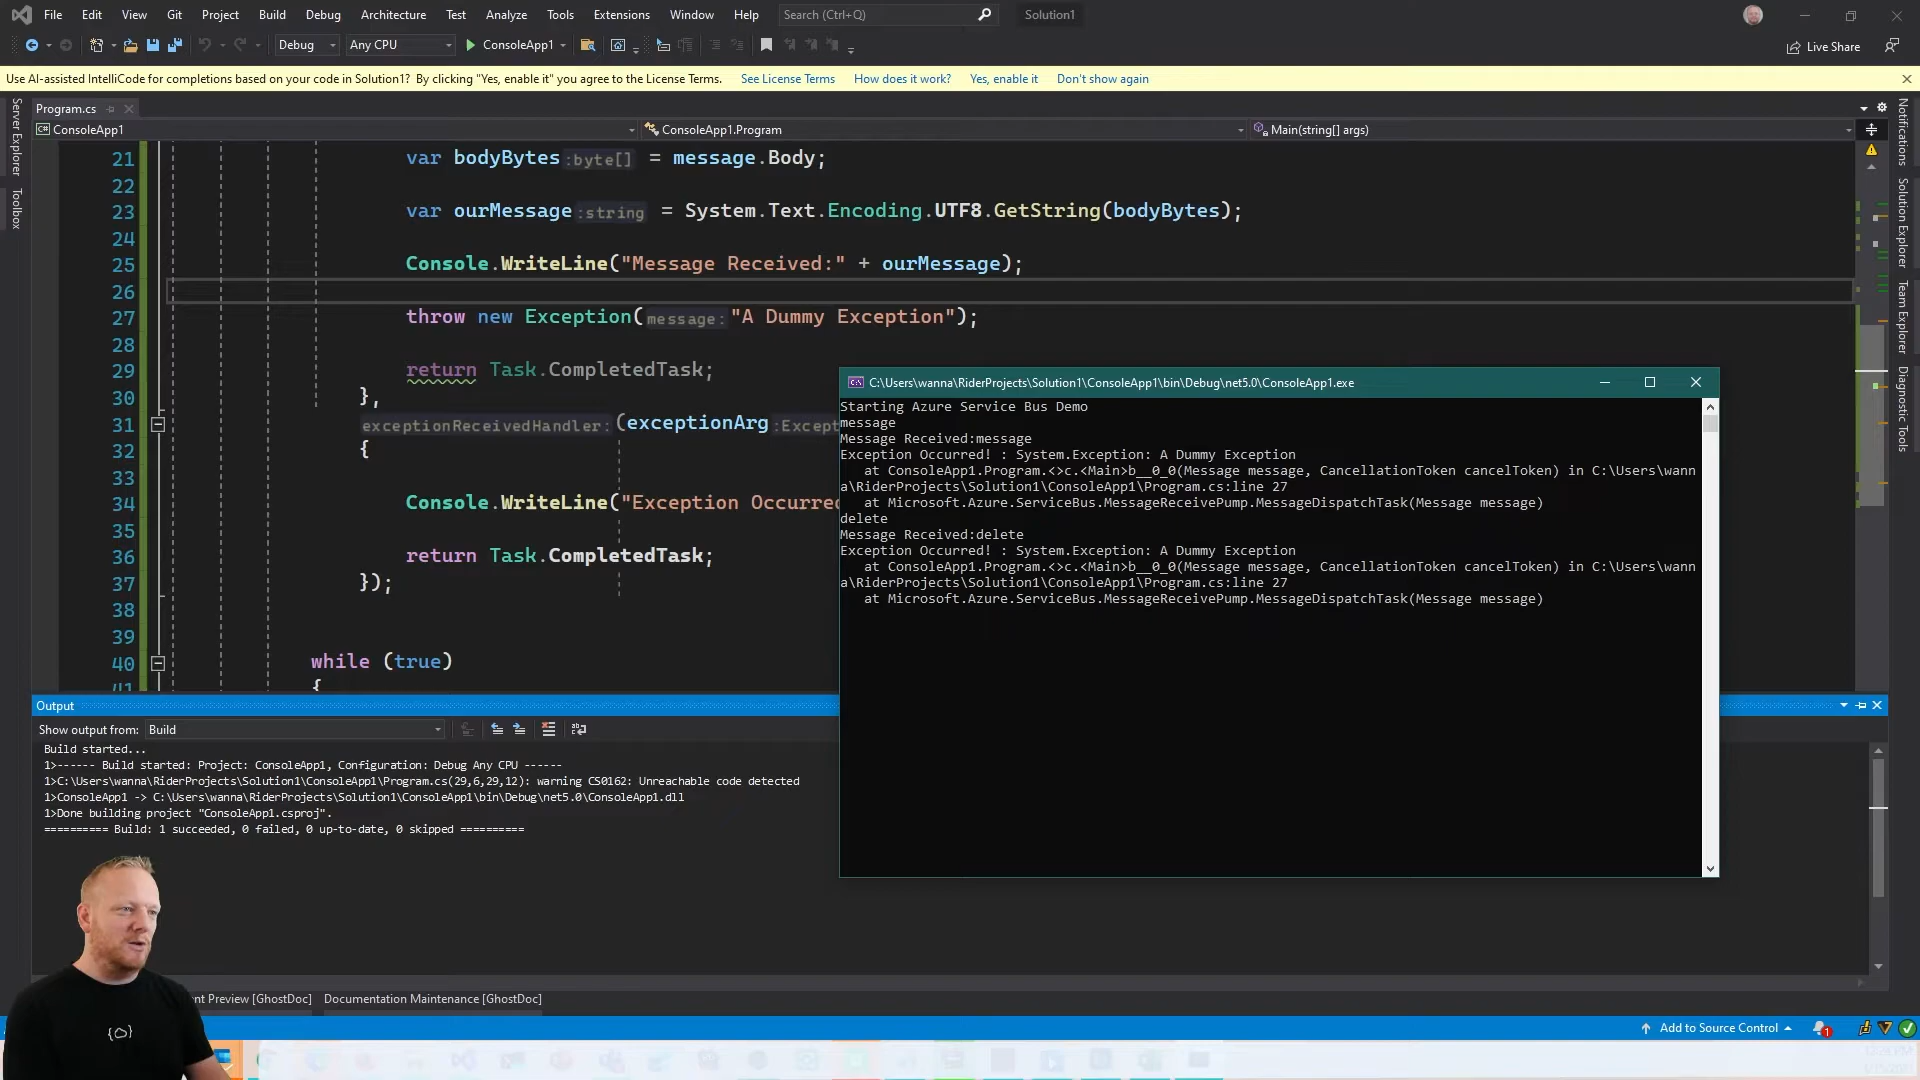 File Edit View Git Project Build Debug Architecture Test Analyze Tools Extensions Window Help Search (Ctrl+Q) Solution1
Debug Any CPU ConsoleApp1 Live Share
Use AI-assisted IntelliCode for completions based on your code in Solution1? By clicking "Yes, enable it" you agree to the License Terms. See License Terms How does it work? Yes, enable it Don't show again
Server Explorer
Toolbox
Program.cs
ConsoleApp1 ConsoleApp1.Program Main(string[] args)
21 var bodyBytes :byte[] = message.Body;
22
23 var ourMessage :string = System.Text.Encoding.UTF8.GetString(bodyBytes);
24
25 Console.WriteLine("Message Received:" + ourMessage);
26
27 throw new Exception(message: "A Dummy Exception");
28
29 return Task.CompletedTask;
30 },
31 exceptionReceivedHandler: (exceptionArg :Except
32 {
33
34 Console.WriteLine("Exception Occurred
35
36 return Task.CompletedTask;
37 });
38
39
40 while (true)
41 {
Notifications
Solution Explorer
Team Explorer
Diagnostic Tools
C:\Users\wanna\RiderProjects\Solution1\ConsoleApp1\bin\Debug\net5.0\ConsoleApp1.exe
Starting Azure Service Bus Demo
message
Message Received:message
Exception Occurred! : System.Exception: A Dummy Exception
at ConsoleApp1.Program.<>c.<Main>b__0_0(Message message, CancellationToken cancelToken) in C:\Users\wann
a\RiderProjects\Solution1\ConsoleApp1\Program.cs:line 27
at Microsoft.Azure.ServiceBus.MessageReceivePump.MessageDispatchTask(Message message)
delete
Message Received:delete
Exception Occurred! : System.Exception: A Dummy Exception
at ConsoleApp1.Program.<>c.<Main>b__0_0(Message message, CancellationToken cancelToken) in C:\Users\wann
a\RiderProjects\Solution1\ConsoleApp1\Program.cs:line 27
at Microsoft.Azure.ServiceBus.MessageReceivePump.MessageDispatchTask(Message message)
Output
Show output from: Build
Build started...
1>------ Build started: Project: ConsoleApp1, Configuration: Debug Any CPU ------
1>C:\Users\wanna\RiderProjects\Solution1\ConsoleApp1\Program.cs(29,6,29,12): warning CS0162: Unreachable code detected
1>ConsoleApp1 -> C:\Users\wanna\RiderProjects\Solution1\ConsoleApp1\bin\Debug\net5.0\ConsoleApp1.dll
1>Done building project "ConsoleApp1.csproj".
========== Build: 1 succeeded, 0 failed, 0 up-to-date, 0 skipped ==========
nt Preview [GhostDoc] Documentation Maintenance [GhostDoc]
Add to Source Control 1